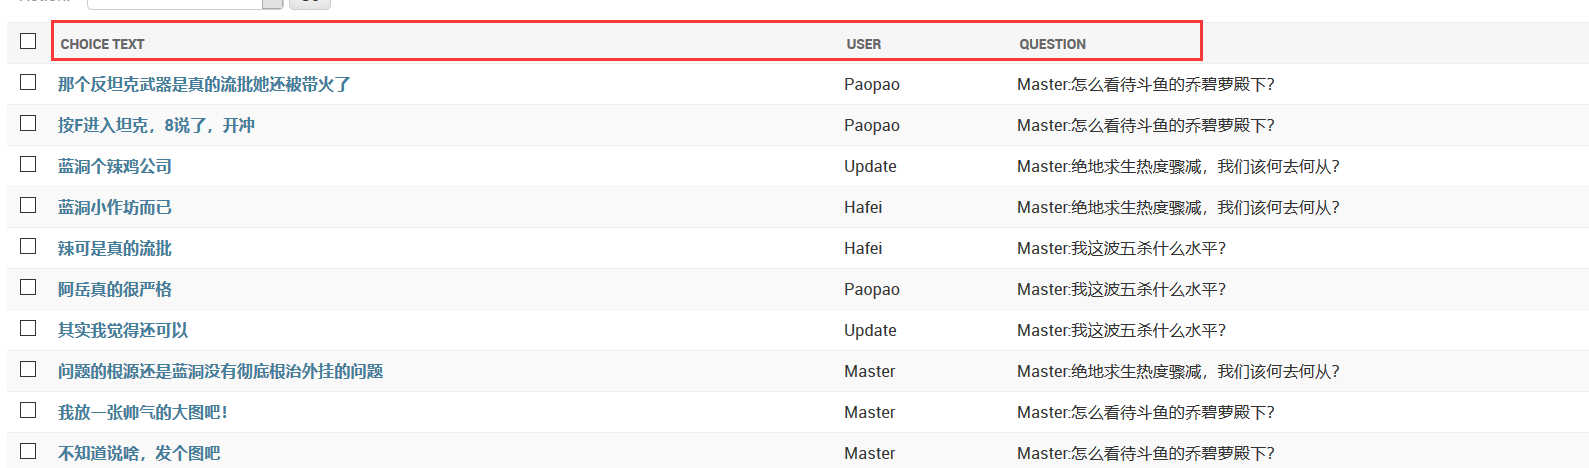 CHOICE TEXT USER QUESTION
那个反坦克武器是真的流批她还被带火了 Paopao Master:怎么看待斗鱼的乔碧萝殿下?
按F进入坦克，8说了，开冲 Paopao Master:怎么看待斗鱼的乔碧萝殿下?
蓝洞个辣鸡公司 Update Master:绝地求生热度骤减，我们该何去何从?
蓝洞小作坊而已 Hafei Master:绝地求生热度骤减，我们该何去何从?
辣可是真的流批 Hafei Master:我这波五杀什么水平?
阿岳真的很严格 Paopao Master:我这波五杀什么水平?
其实我觉得还可以 Update Master:我这波五杀什么水平?
问题的根源还是蓝洞没有彻底根治外挂的问题 Master Master:绝地求生热度骤减，我们该何去何从?
我放一张帅气的大图吧! Master Master:怎么看待斗鱼的乔碧萝殿下?
不知道说啥，发个图吧 Master Master:怎么看待斗鱼的乔碧萝殿下?